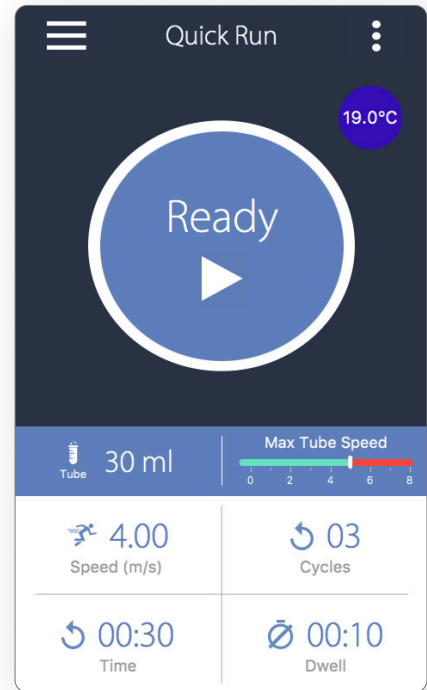 Quick Run
19.0°C
Ready
Tube
30 ml
Max Tube Speed
0 2 4 6 8
4.00
Speed (m/s)
03
Cycles
00:30
Time
00:10
Dwell